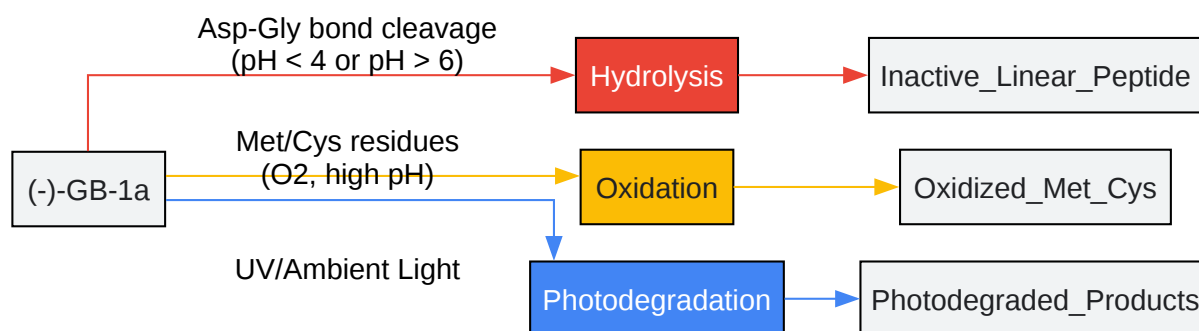 Asp-Gly bond cleavage
(pH < 4 or pH > 6)
Hydrolysis
Inactive_Linear_Peptide
Met/Cys residues
(O2, high pH)
(-)-GB-1a
Oxidation
Oxidized_Met_Cys
UV/Ambient Light
Photodegradation
Photodegraded_Products